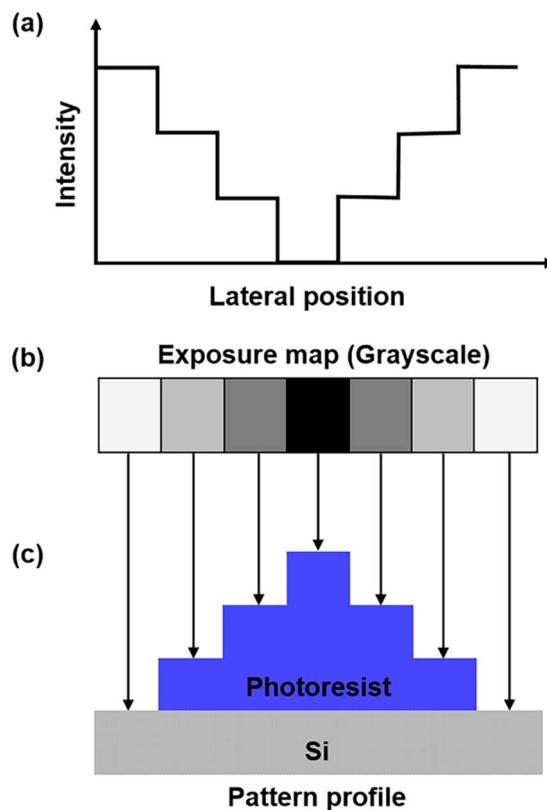 (a)
Intensity
Lateral position
(b)
Exposure map (Grayscale)
(c)
Photoresist
Si
Pattern profile